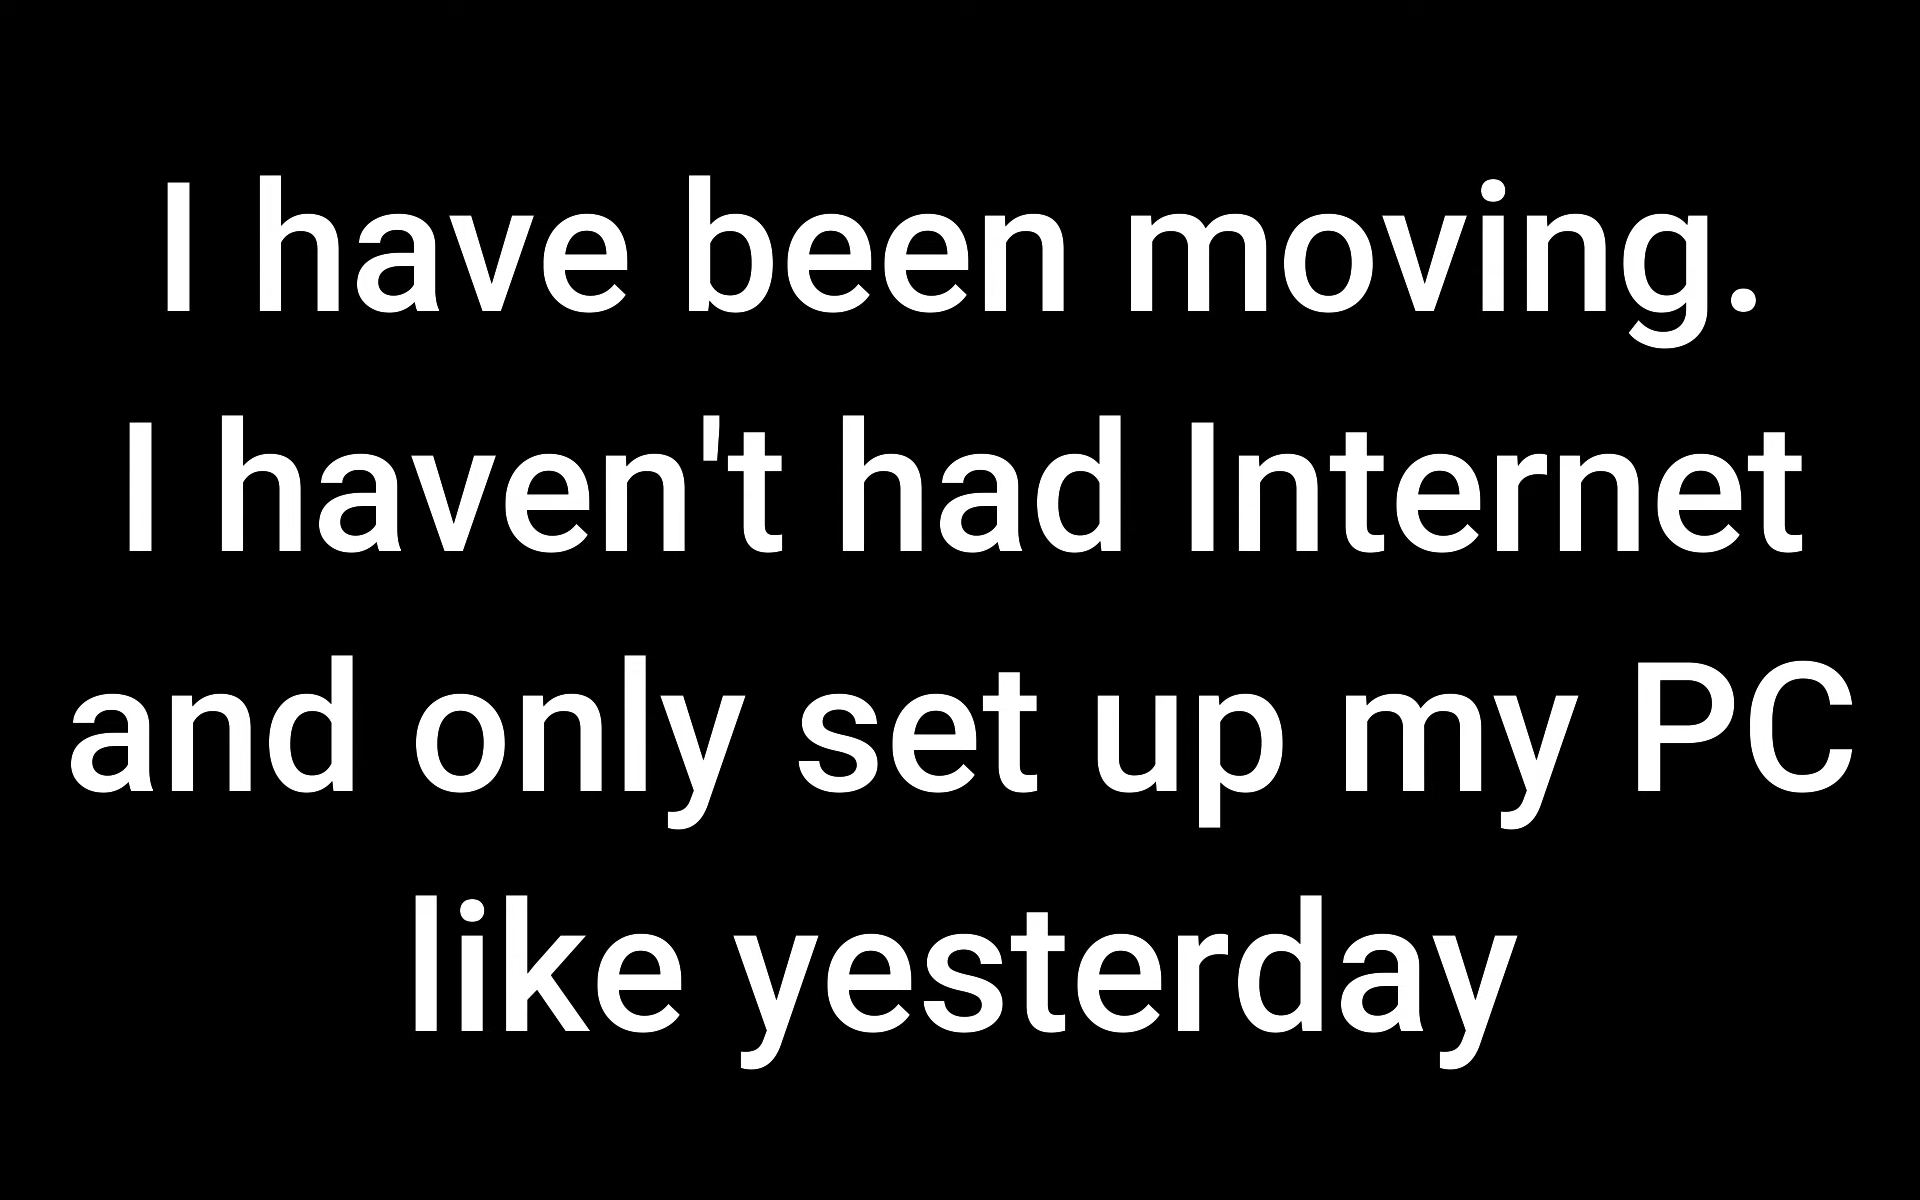 I have been moving.
I haven't had Internet
and only set up my PC
like yesterday